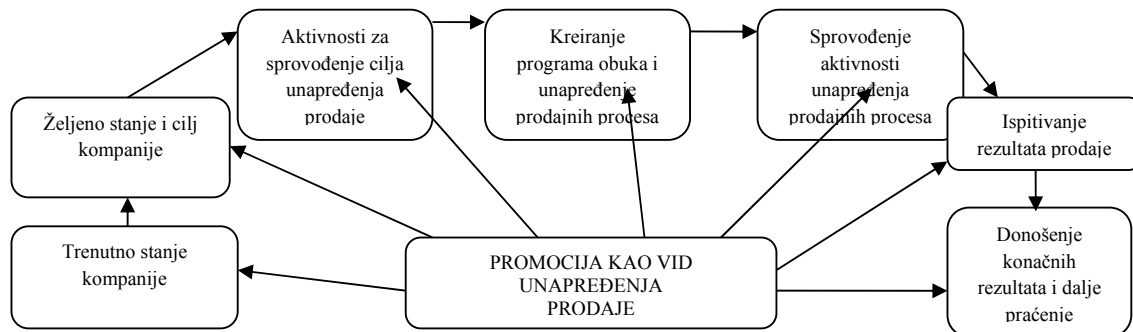 Aktivnosti za
sprovođenje cilja
unapređenja
prodaje
Kreiranje
programa obuka i
unapređenje
prodajnih procesa
Sprovođenje
aktivnosti
unapređenja
prodajnih procesa
Željeno stanje i cilj
kompanije
Ispitivanje
rezultata prodaje
Trenutno stanje
kompanije
PROMOCIJA KAO VID
UNAPREĐENJA
PRODAJE
Donošenje
konačnih
rezultata i dalje
praćenje